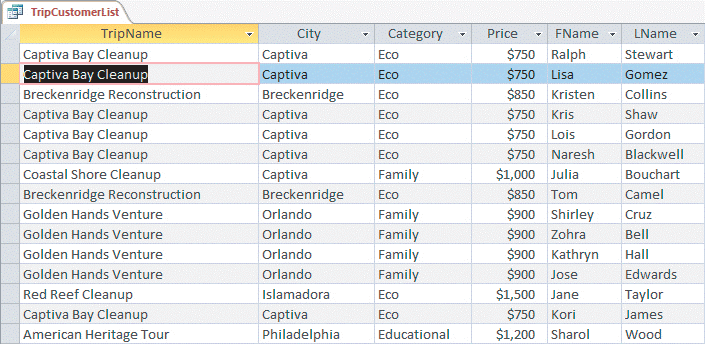 TripCustomerList
TripName City Category Price FName LName
Captiva Bay Cleanup Captiva Eco $750 Ralph Stewart
Captiva Bay Cleanup Captiva Eco $750 Lisa Gomez
Breckenridge Reconstruction Breckenridge Eco $850 Kristen Collins
Captiva Bay Cleanup Captiva Eco $750 Kris Shaw
Captiva Bay Cleanup Captiva Eco $750 Lois Gordon
Captiva Bay Cleanup Captiva Eco $750 Naresh Blackwell
Coastal Shore Cleanup Captiva Family $1,000 Julia Bouchart
Breckenridge Reconstruction Breckenridge Eco $850 Tom Camel
Golden Hands Venture Orlando Family $900 Shirley Cruz
Golden Hands Venture Orlando Family $900 Zohra Bell
Golden Hands Venture Orlando Family $900 Kathryn Hall
Golden Hands Venture Orlando Family $900 Jose Edwards
Red Reef Cleanup Islamadora Eco $1,500 Jane Taylor
Captiva Bay Cleanup Captiva Eco $750 Kori James
American Heritage Tour Philadelphia Educational $1,200 Sharol Wood